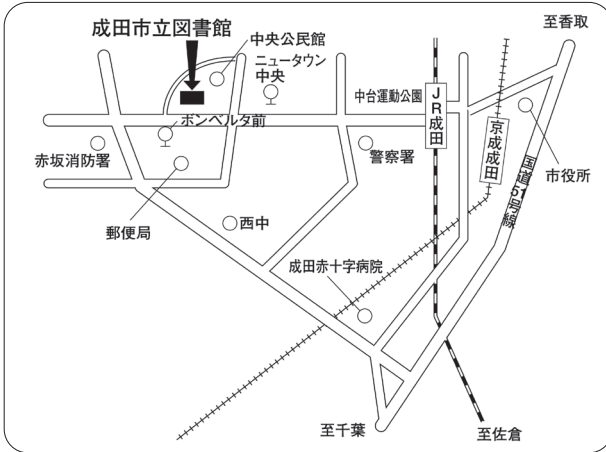 至香取
成田市立図書館
中央公民館
ニュータウン
中央
中台運動公園
JR成田
京成成田
ボンベルタ前
赤坂消防署
警察署
市役所
国道51号線
郵便局
西中
成田赤十字病院
至千葉
至佐倉